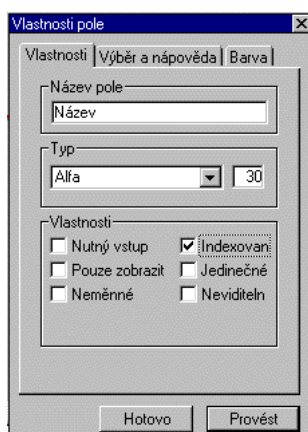 Vlastnosti pole
Vlastnosti Výběr a nápověda Barva
Název pole
Název
Typ
Alfa 30
Vlastnosti
Nutný vstup Indexovan
Pouze zobrazit Jedinečné
Neměnné Neviditeln
Hotovo Provést